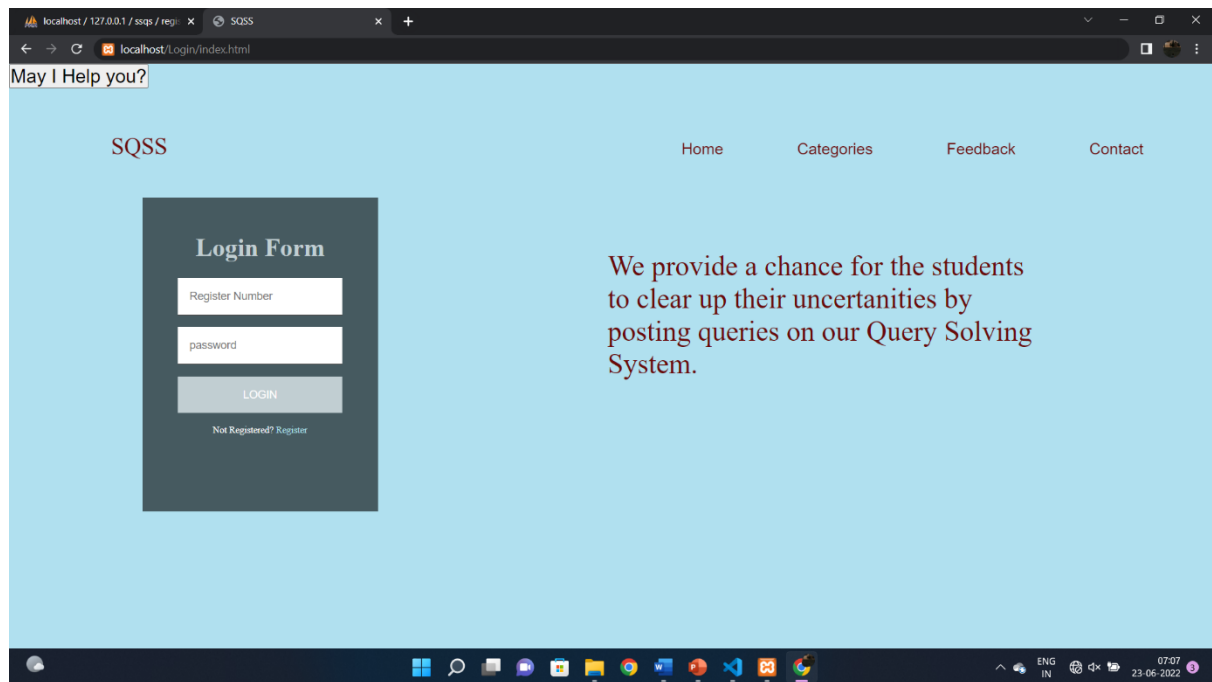 localhost / 127.0.0.1 / ssqs / regi
SQSS
localhost/Login/index.html
May I Help you?
SQSS
Home
Categories
Feedback
Contact
Login Form
Register Number
password
LOGIN
Not Registered? Register
We provide a chance for the students
to clear up their uncertanities by
posting queries on our Query Solving
System.
ENG
IN
07:07
23-06-2022
3